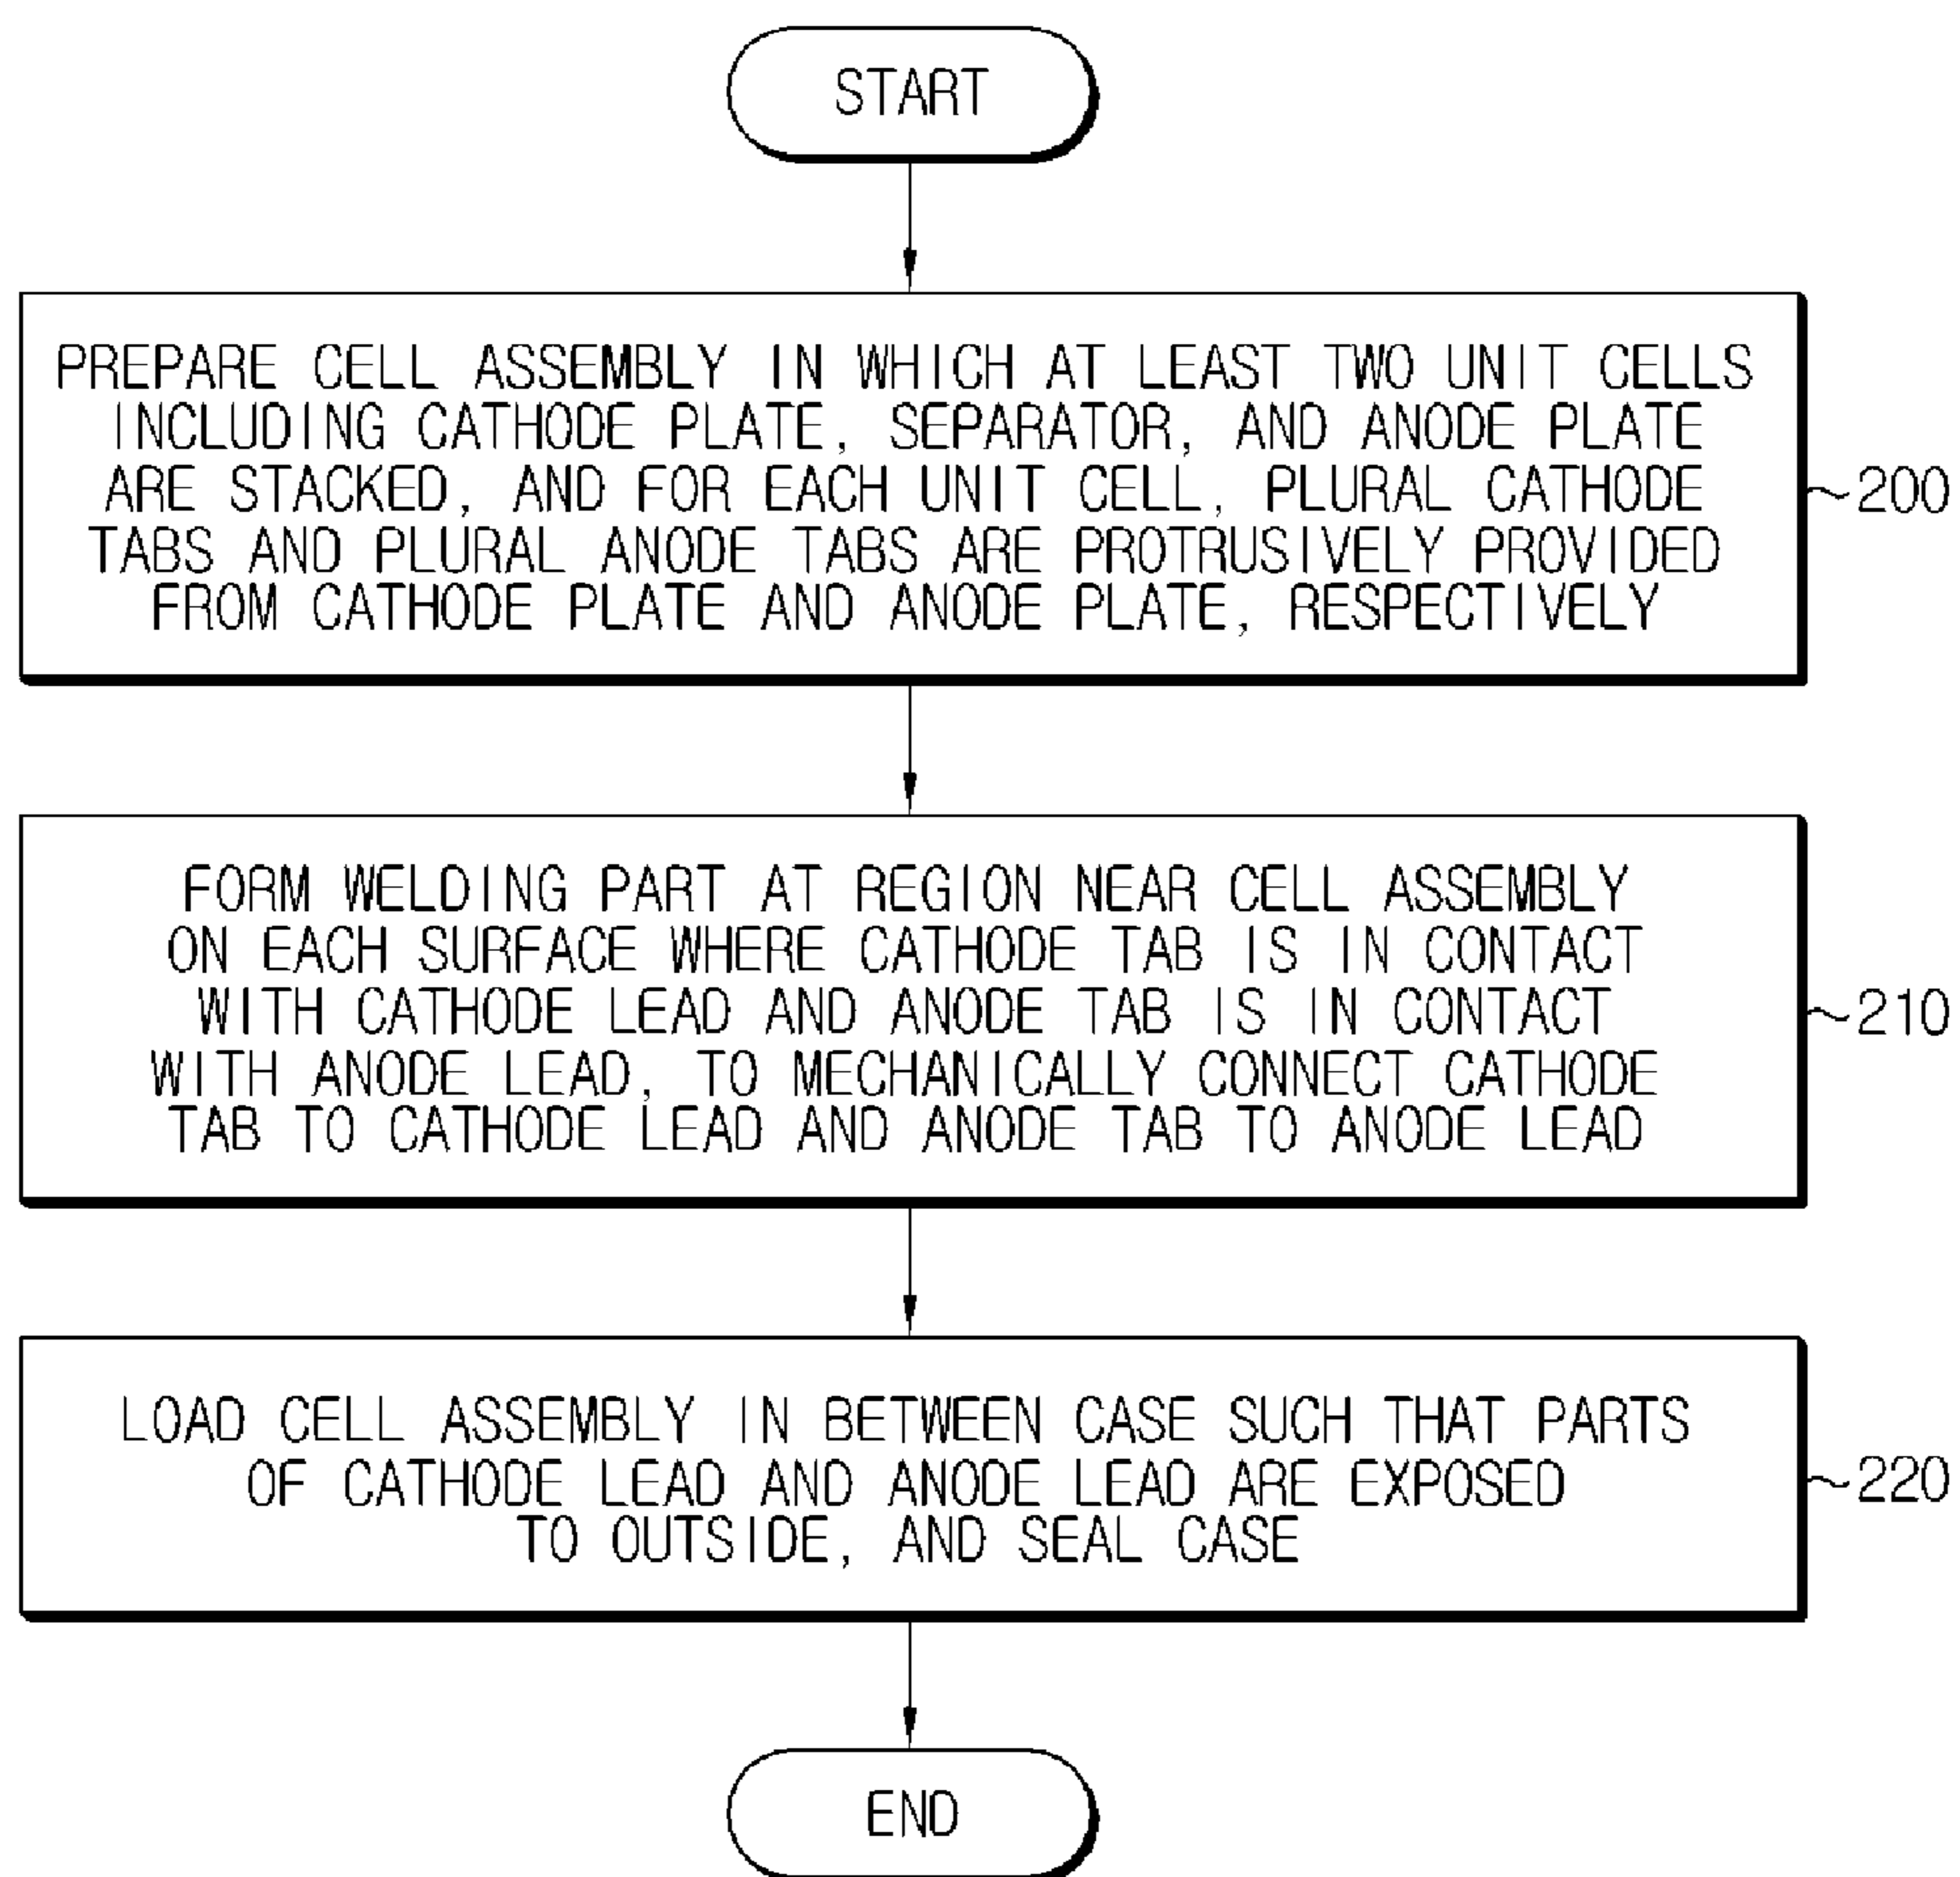 START
PREPARE CELL ASSEMBLY IN WHICH AT LEAST TWO UNIT CELLS
INCLUDING CATHODE PLATE, SEPARATOR, AND ANODE PLATE
ARE STACKED, AND FOR EACH UNIT CELL, PLURAL CATHODE
TABS AND PLURAL ANODE TABS ARE PROTRUSIVELY PROVIDED
FROM CATHODE PLATE AND ANODE PLATE, RESPECTIVELY
200
FORM WELDING PART AT REGION NEAR CELL ASSEMBLY
ON EACH SURFACE WHERE CATHODE TAB IS IN CONTACT
WITH CATHODE LEAD AND ANODE TAB IS IN CONTACT
WITH ANODE LEAD, TO MECHANICALLY CONNECT CATHODE
TAB TO CATHODE LEAD AND ANODE TAB TO ANODE LEAD
210
LOAD CELL ASSEMBLY IN BETWEEN CASE SUCH THAT PARTS
OF CATHODE LEAD AND ANODE LEAD ARE EXPOSED
TO OUTSIDE, AND SEAL CASE
220
END